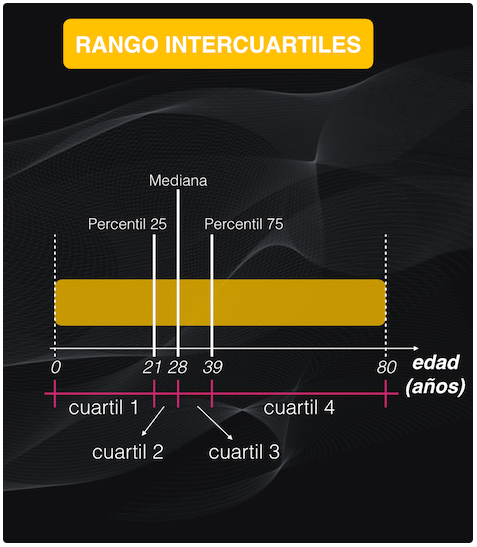 RANGO INTERCUARTILES
Mediana
Percentil 25
Percentil 75
0 21 28 39 80 edad
(años)
cuartil 1
cuartil 4
cuartil 2
cuartil 3